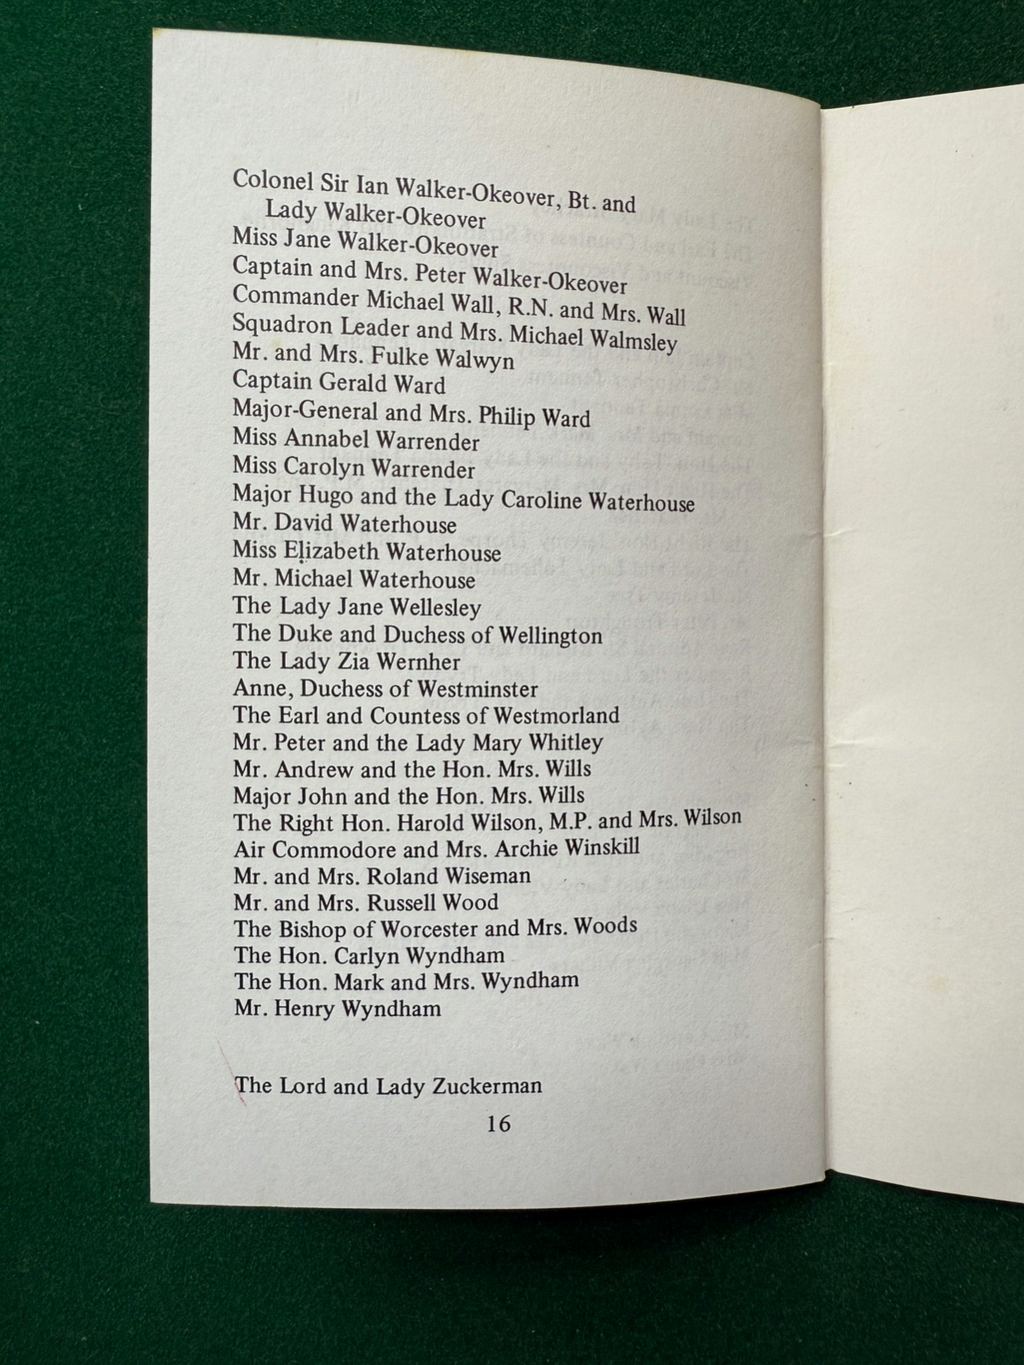 Colonel Sir Ian Walker-Okeover, Bt. and
Lady Walker-Okeover
Miss Jane Walker-Okeover
Captain and Mrs. Peter Walker-Okeover
Commander Michael Wall, R.N. and Mrs. Wall
Squadron Leader and Mrs. Michael Walmsley
Mr. and Mrs. Fulke Walwyn
Captain Gerald Ward
Major-General and Mrs. Philip Ward
Miss Annabel Warrender
Miss Carolyn Warrender
Major Hugo and the Lady Caroline Waterhouse
Mr. David Waterhouse
Miss Elizabeth Waterhouse
Mr. Michael Waterhouse
The Lady Jane Wellesley
The Duke and Duchess of Wellington
The Lady Zia Wernher
Anne, Duchess of Westminster
The Earl and Countess of Westmorland
Mr. Peter and the Lady Mary Whitley
Mr. Andrew and the Hon. Mrs. Wills
Major John and the Hon. Mrs. Wills
The Right Hon. Harold Wilson, M.P. and Mrs. Wilson
Air Commodore and Mrs. Archie Winskill
Mr. and Mrs. Roland Wiseman
Mr. and Mrs. Russell Wood
The Bishop of Worcester and Mrs. Woods
The Hon. Carlyn Wyndham
The Hon. Mark and Mrs. Wyndham
Mr. Henry Wyndham
The Lord and Lady Zuckerman
16